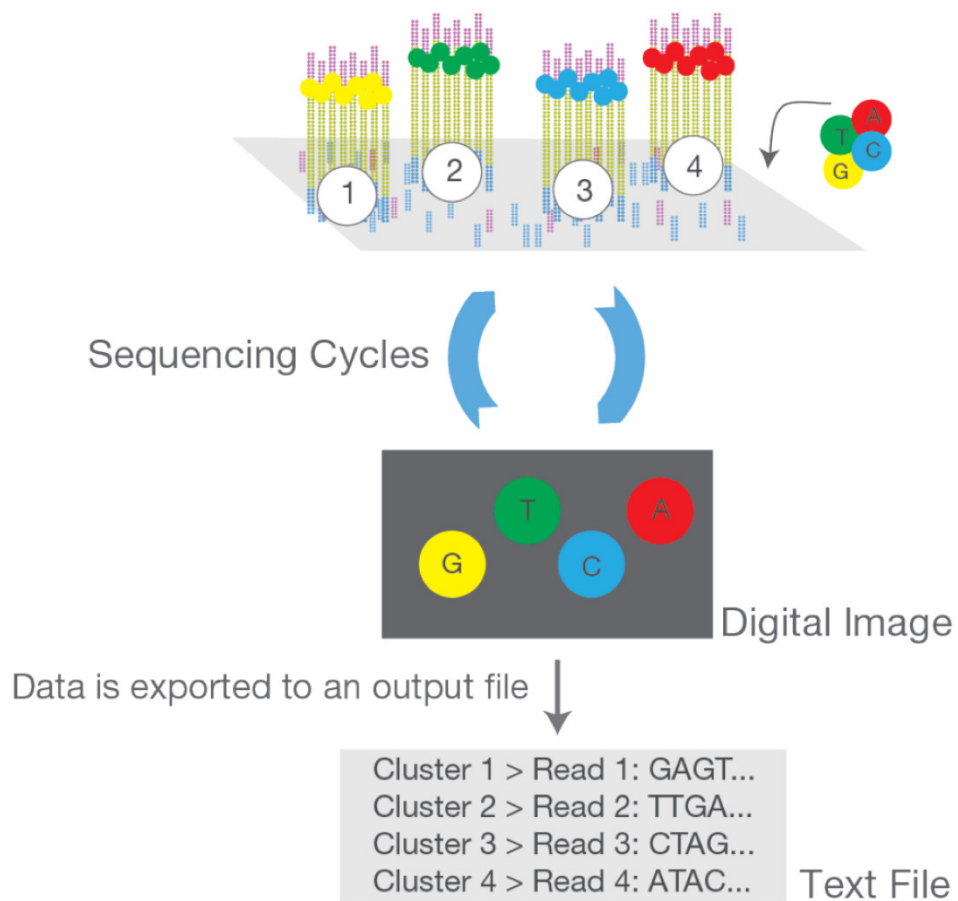 A
T
C
G
1
2
3
4
Sequencing Cycles
T
A
G
C
Digital Image
Data is exported to an output file
Cluster 1 > Read 1: GAGT...
Cluster 2 > Read 2: TTGA...
Cluster 3 > Read 3: CTAG...
Cluster 4 > Read 4: ATAC...
Text File